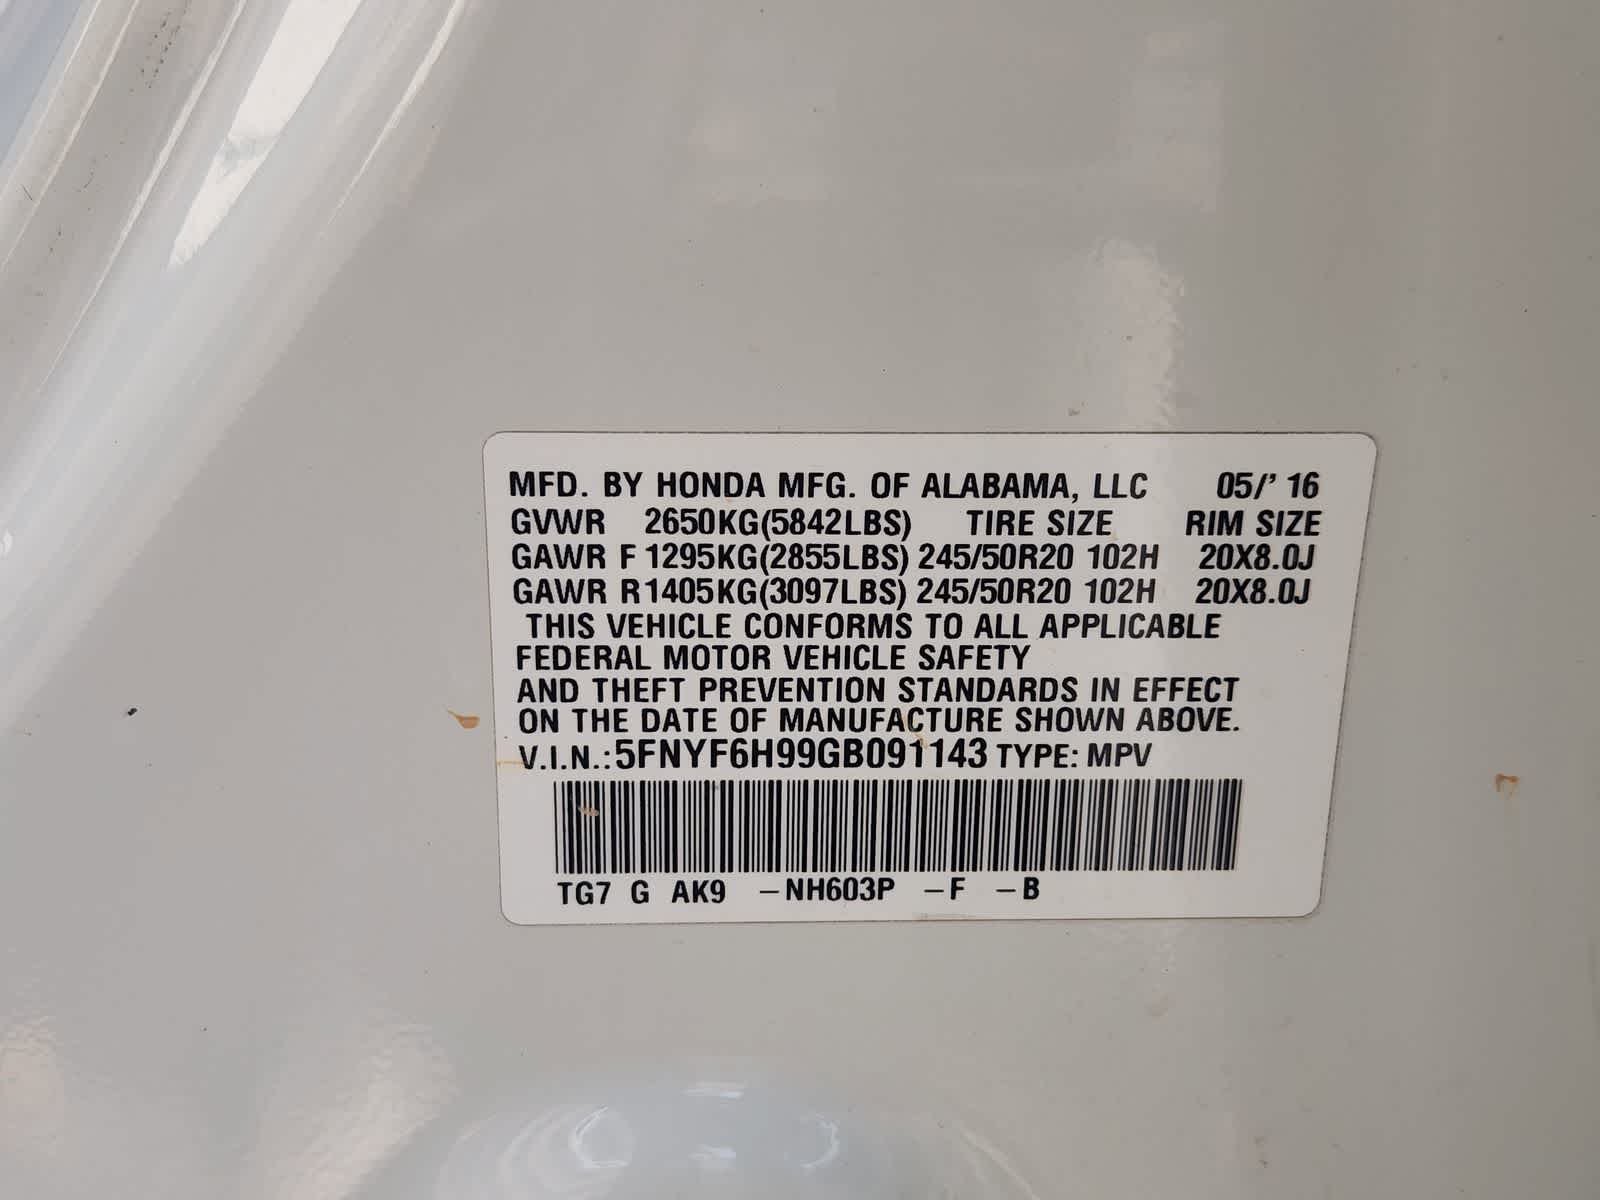 MFD. BY HONDA MFG. OF ALABAMA, LLC 05/' 16
GVWR 2650KG(5842LBS) TIRE SIZE RIM SIZE
GAWR F 1295KG(2855LBS) 245/50R20 102H 20X8.0J
GAWR R 1405KG(3097LBS) 245/50R20 102H 20X8.0J
THIS VEHICLE CONFORMS TO ALL APPLICABLE
FEDERAL MOTOR VEHICLE SAFETY
AND THEFT PREVENTION STANDARDS IN EFFECT
ON THE DATE OF MANUFACTURE SHOWN ABOVE.
V.I.N.: 5FNYF6H99GB091143 TYPE: MPV
TG7 G AK9 -NH603P -F -B